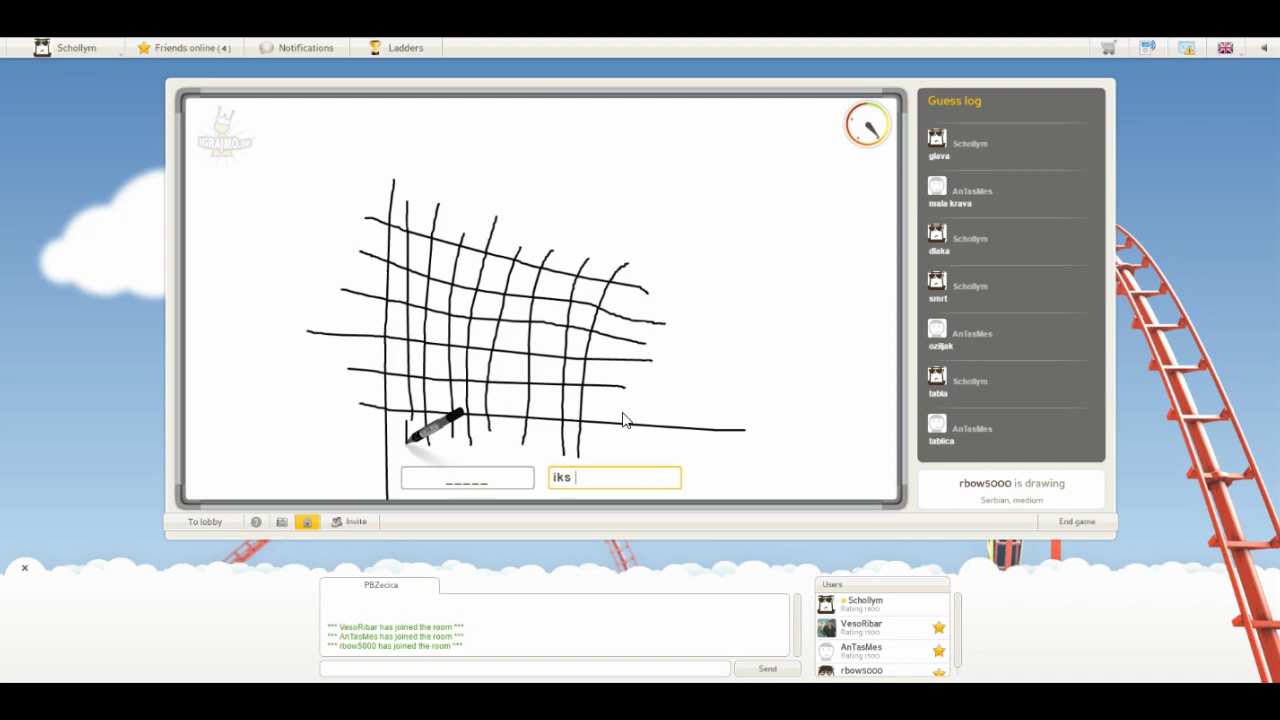 Schollym
Friends online (4)
Notifications
Ladders
iGRAJMO.SE
Guess log
Schollym
glava
AnTasMes
mala krava
Schollym
dlaka
Schollym
smrt
AnTasMes
oziljak
Schollym
tabla
AnTasMes
tablica
_ _ _ _ _
iks
rbow5000 is drawing
Serbian, medium
To lobby
Invite
End game
PBZecica
*** VesoRibar has joined the room ***
*** AnTasMes has joined the room ***
*** rbow5000 has joined the room ***
Send
Users
Schollym
Rating 1500
VesoRibar
Rating 1500
AnTasMes
Rating 1500
rbow5000